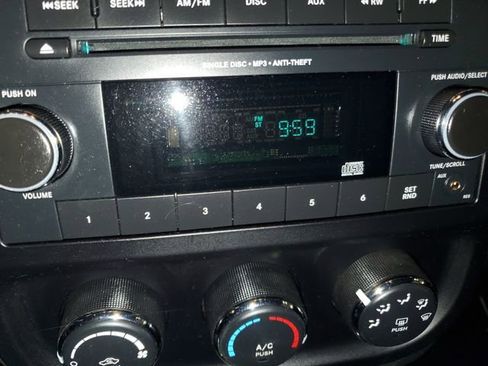 SEEK SEEK AM/FM DISC AUX RW FF
TIME
SINGLE DISC • MP3 • ANTI-THEFT
PUSH ON
PUSH AUDIO/SELECT
FM
ST
9:59
VOLUME
TUNE/SCROLL
AUX
1 2 3 4 5 6 SET
RND
A/C
PUSH
PUSH